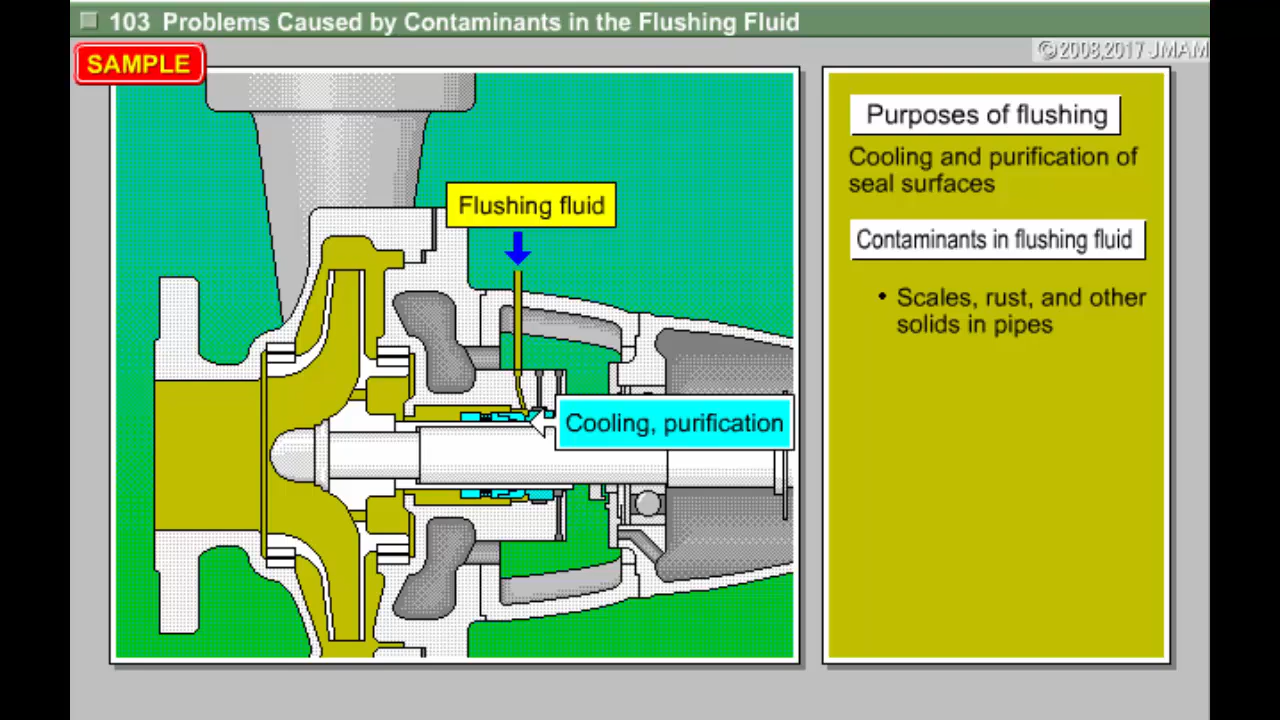 103 Problems Caused by Contaminants in the Flushing Fluid
©2008,2017 JMAM
SAMPLE
Flushing fluid
Cooling, purification
Purposes of flushing
Cooling and purification of
seal surfaces
Contaminants in flushing fluid
• Scales, rust, and other
solids in pipes